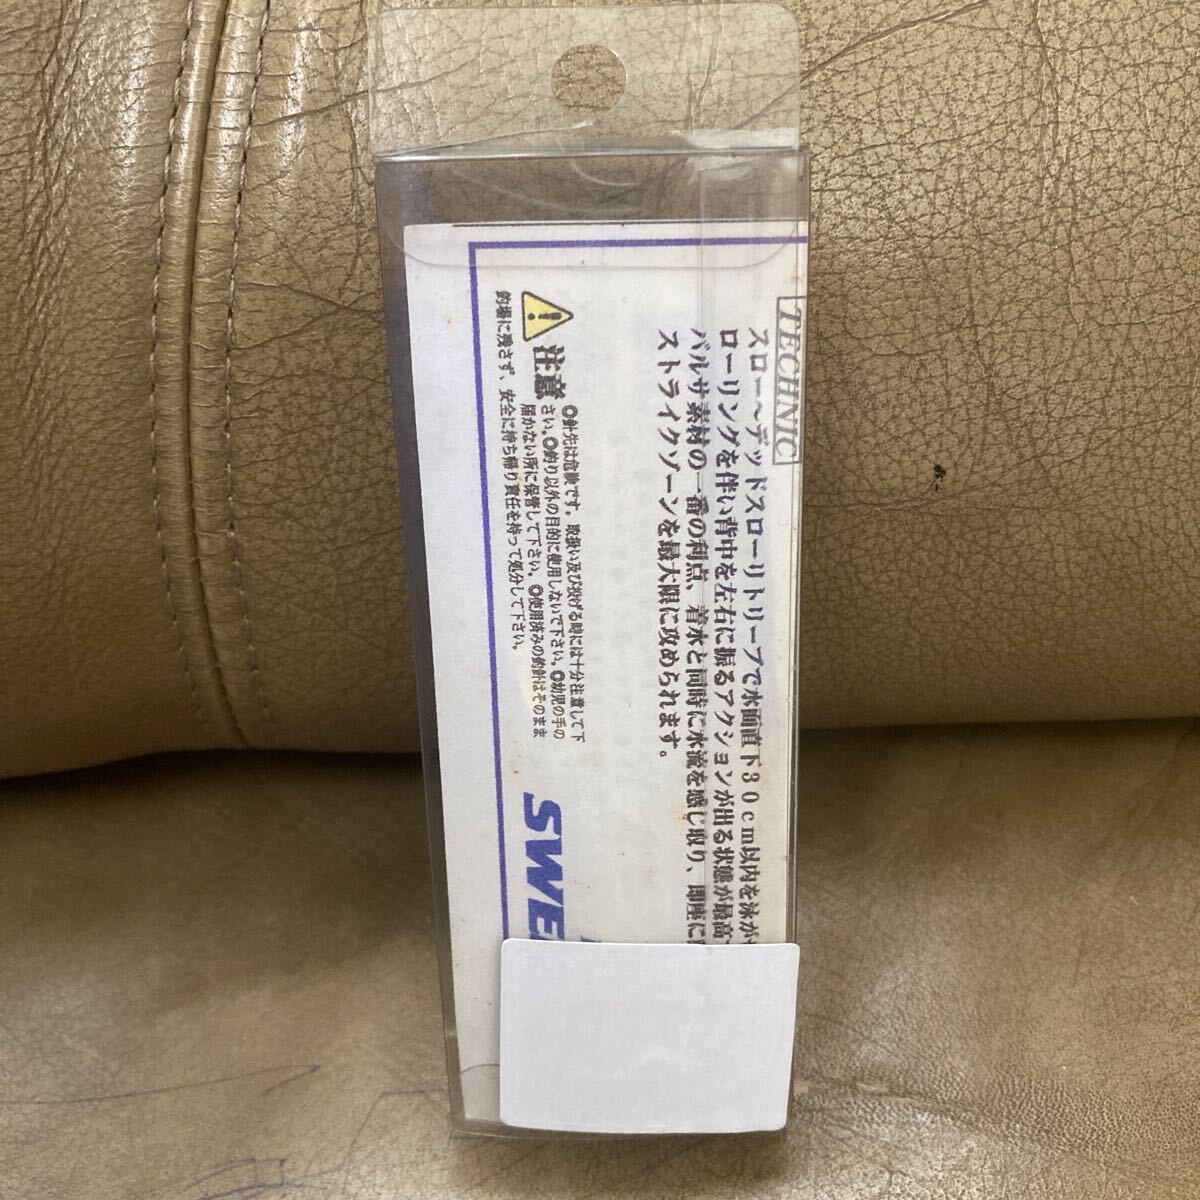 TECHNIC
スロー～デッドスローリトリーブで水面直下30cm以内を泳が
ローリングを伴い背中を左右に振るアクションが出る状態が最高
バルサ素材の一番の利点、着水と同時に水流を感じ取り、即座に
ストライクゾーンを最大限に攻められます。
注意
◎針先は危険です。取扱い及び投げる時には十分注意して下
さい。◎釣り以外の目的に使用しないで下さい。◎幼児の手の
届かない所に保管して下さい。◎使用済みの釣針はそのまま
釣場に残さず、安全に持ち帰り責任を持って処分して下さい。
SWE